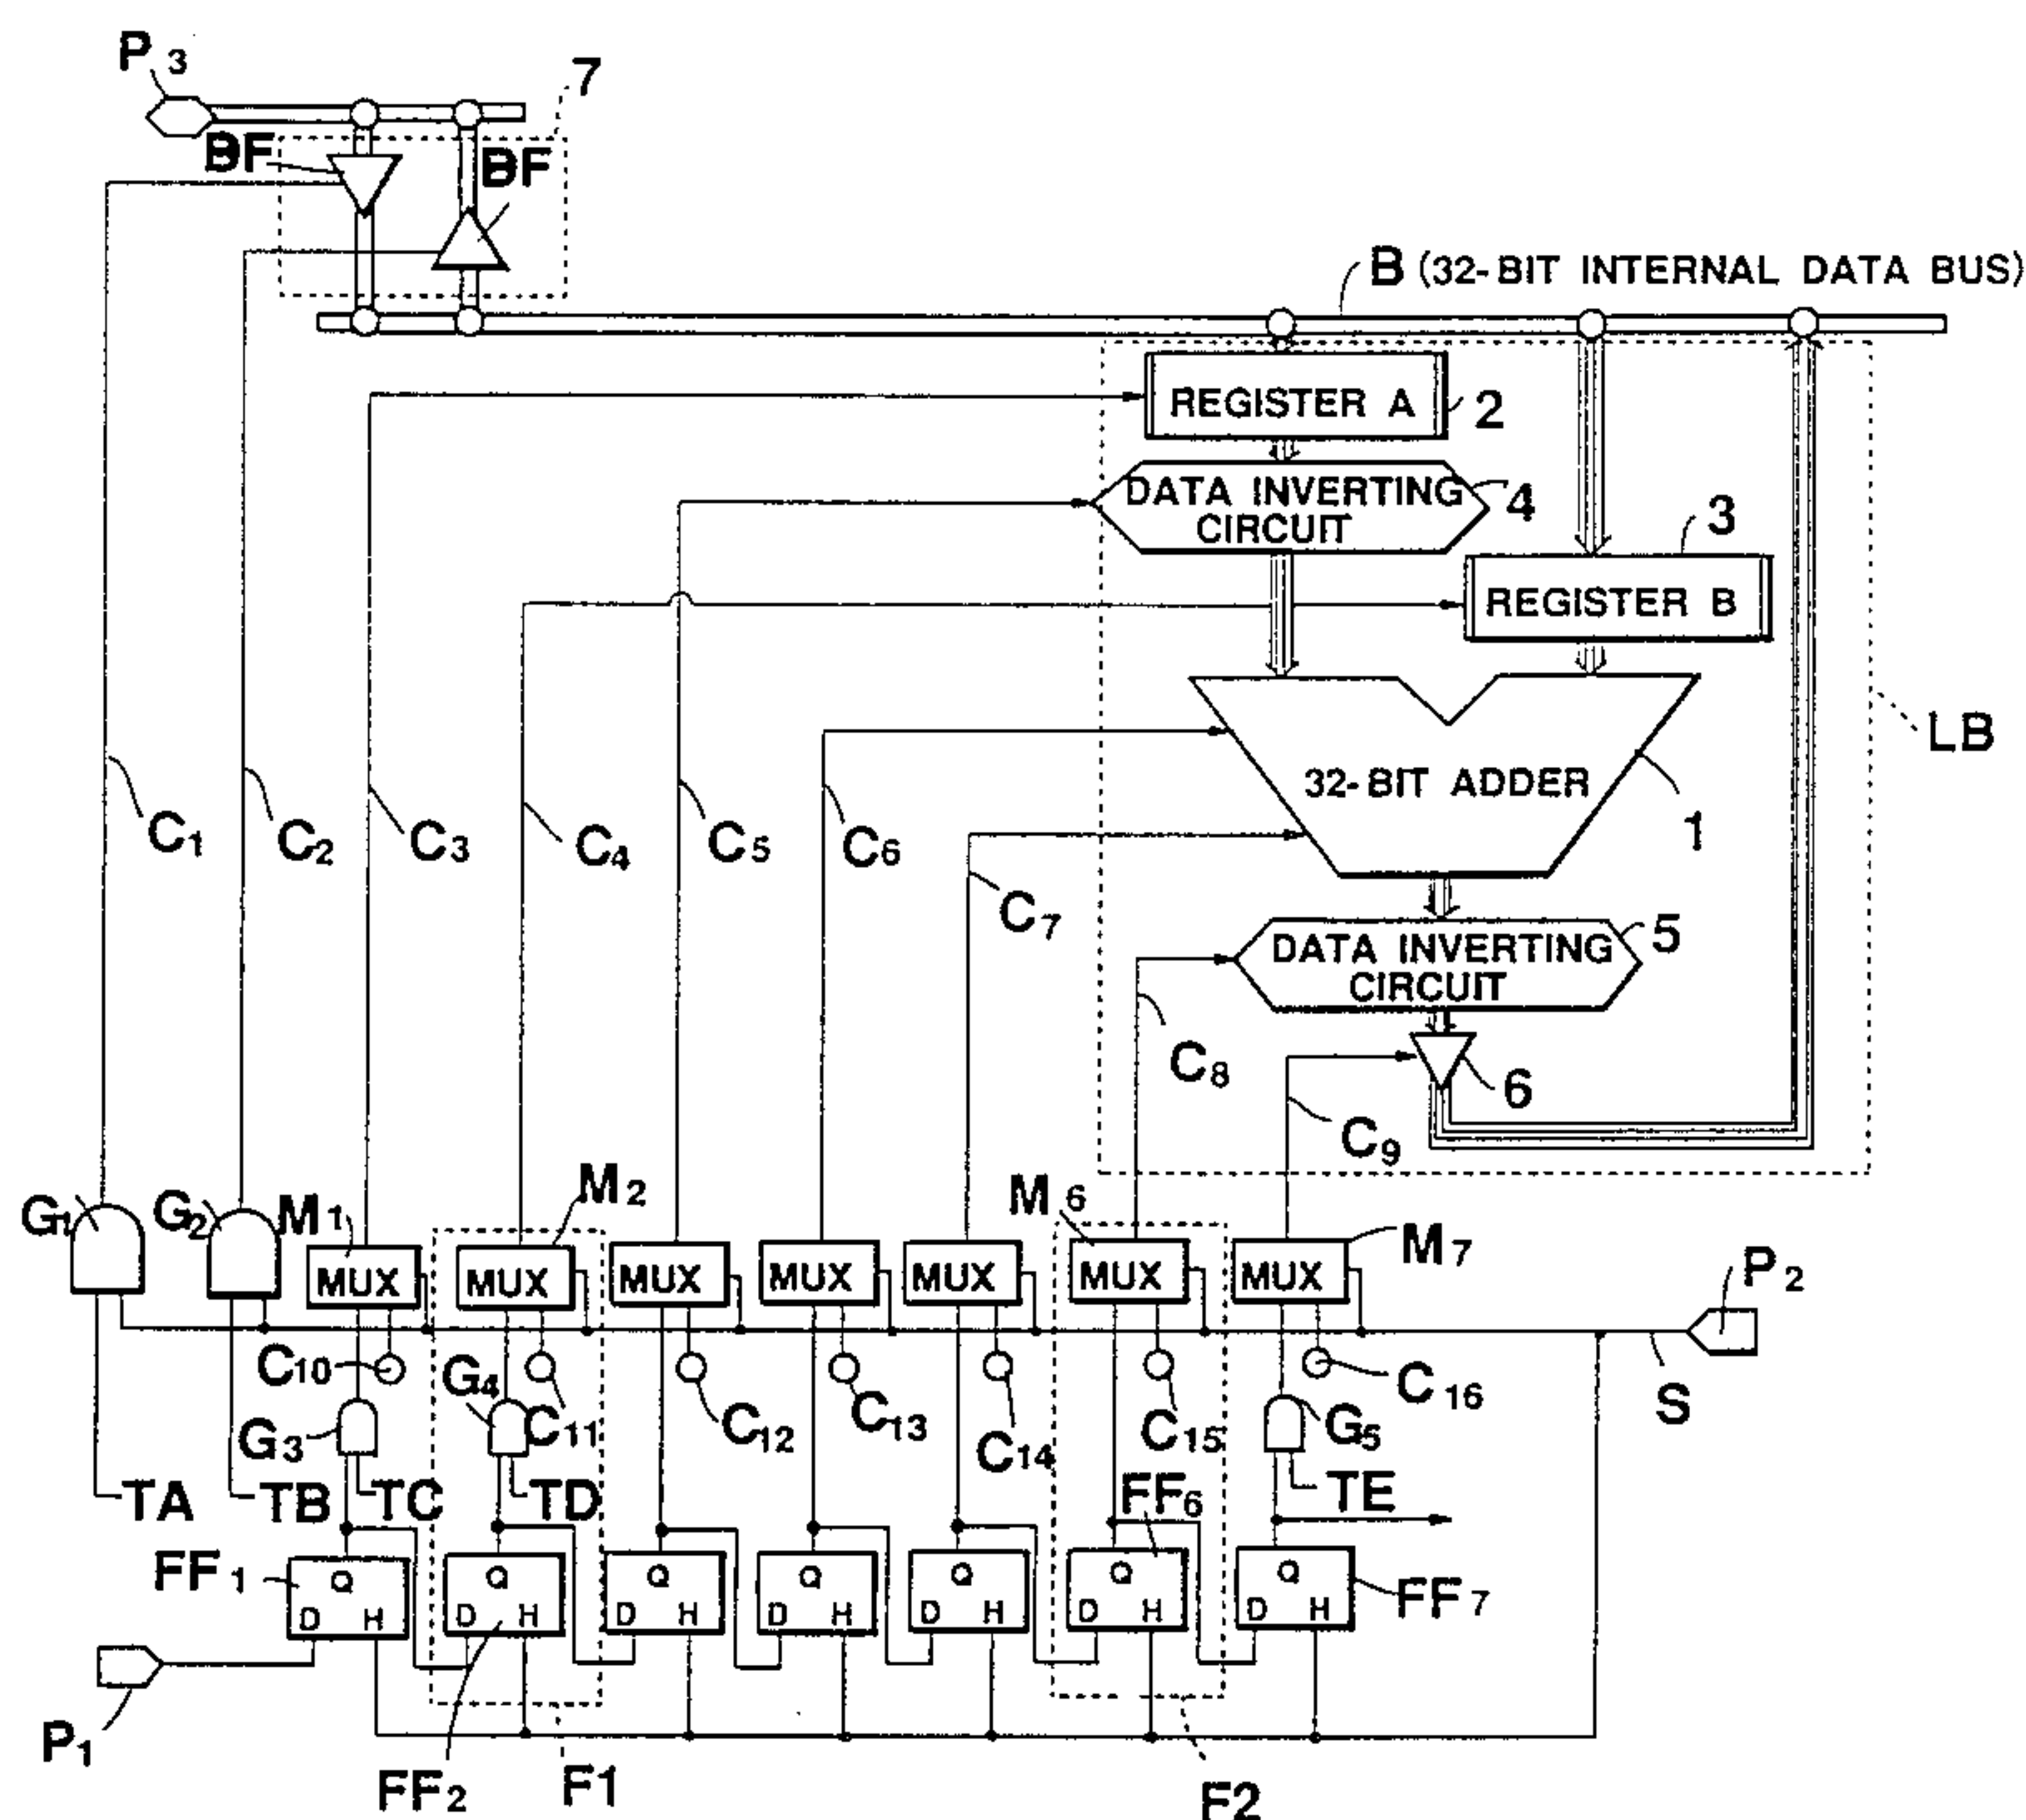 P3
7
BF
BF
B (32-BIT INTERNAL DATA BUS)
REGISTER A
2
DATA INVERTING
CIRCUIT
4
3
REGISTER B
LB
32-BIT ADDER
1
C1
C2
C3
C4
C5
C6
C7
DATA INVERTING
CIRCUIT
5
C8
6
C9
G1
G2
M1
M2
M6
M7
P2
MUX
MUX
MUX
MUX
MUX
MUX
MUX
C10
G4
C11
C12
C13
C14
C15
C16
S
G3
G5
TA
TB
TC
TD
TE
FF6
FF1
Q
D H
Q
D H
Q
D H
Q
D H
Q
D H
Q
D H
Q
D H
FF7
P1
FF2
F1
F2